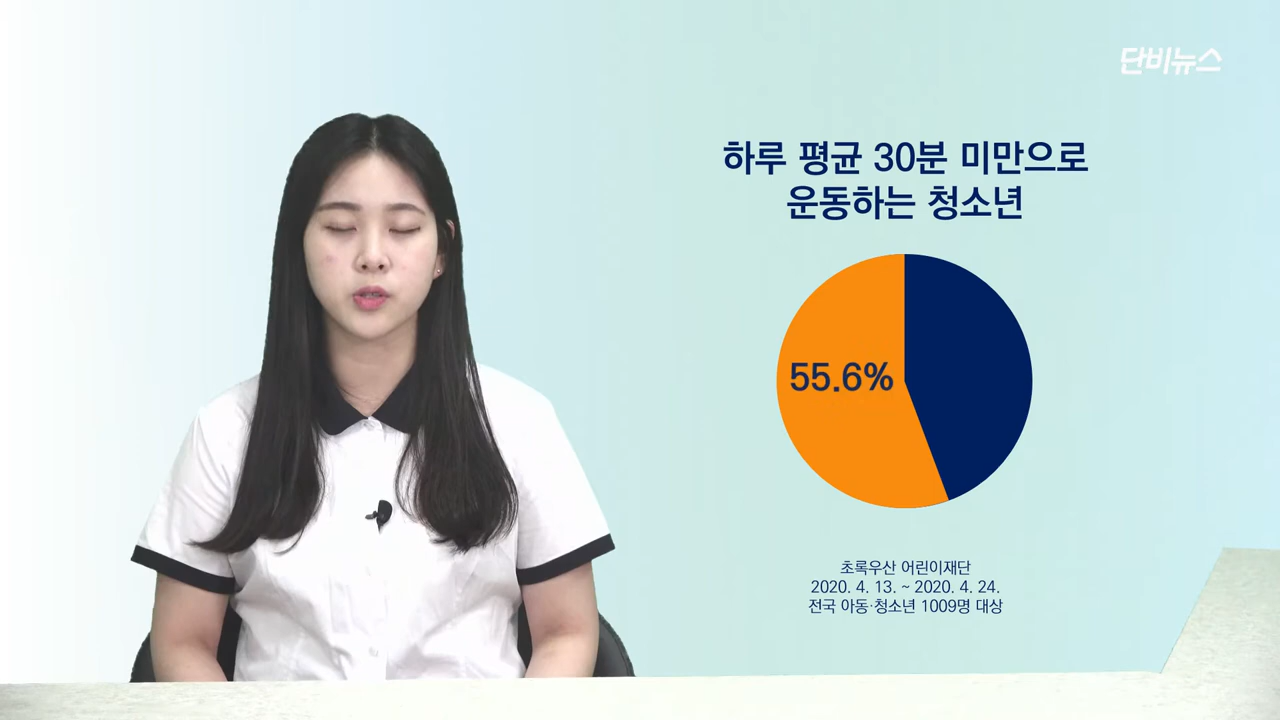 단비뉴스
하루 평균 30분 미만으로
운동하는 청소년
55.6%
초록우산 어린이재단
2020. 4. 13. ~ 2020. 4. 24.
전국 아동·청소년 1009명 대상